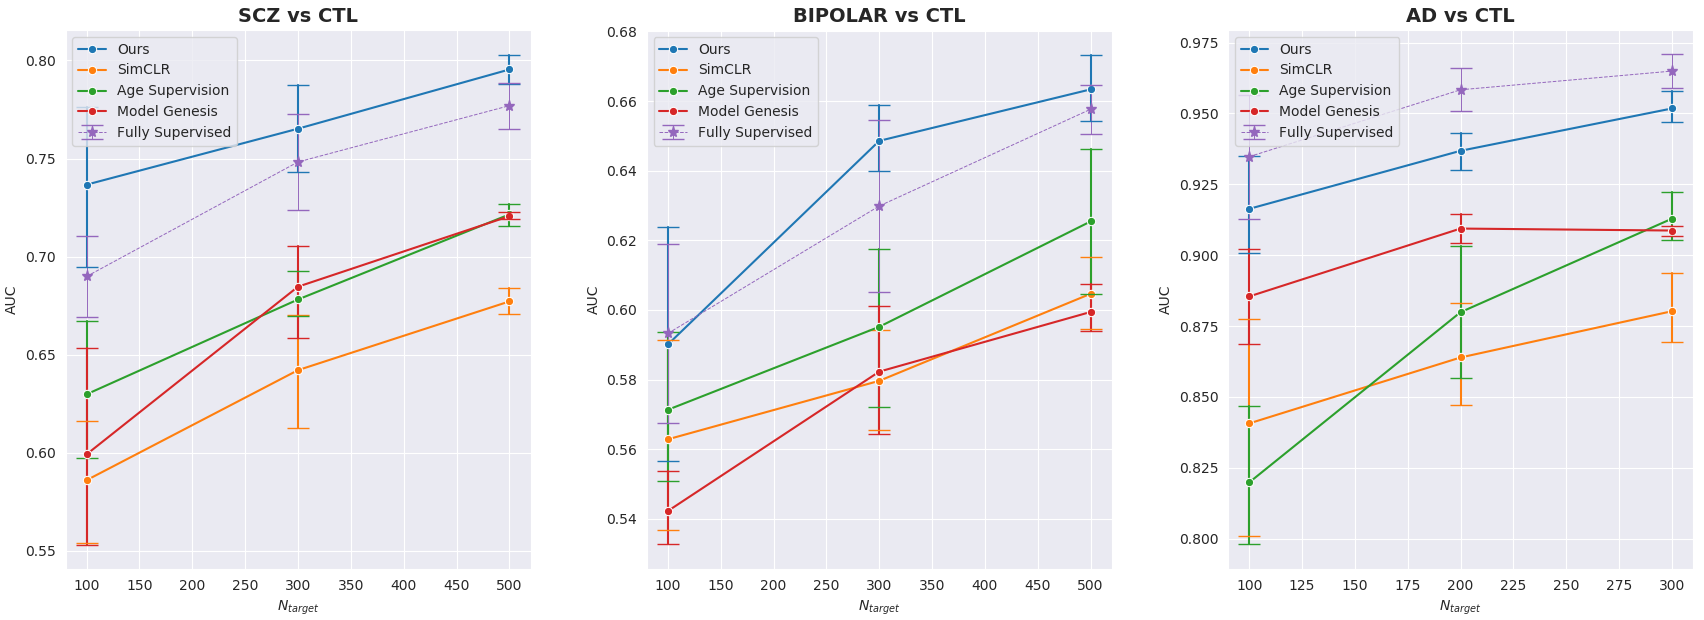 SCZ vs CTL
Ours
SimCLR
Age Supervision
Model Genesis
Fully Supervised
AUC
0.80
0.75
0.70
0.65
0.60
0.55
100 150 200 250 300 350 400 450 500
N_target
BIPOLAR vs CTL
Ours
SimCLR
Age Supervision
Model Genesis
Fully Supervised
AUC
0.68
0.66
0.64
0.62
0.60
0.58
0.56
0.54
100 150 200 250 300 350 400 450 500
N_target
AD vs CTL
Ours
SimCLR
Age Supervision
Model Genesis
Fully Supervised
AUC
0.975
0.950
0.925
0.900
0.875
0.850
0.825
0.800
100 125 150 175 200 225 250 275 300
N_target